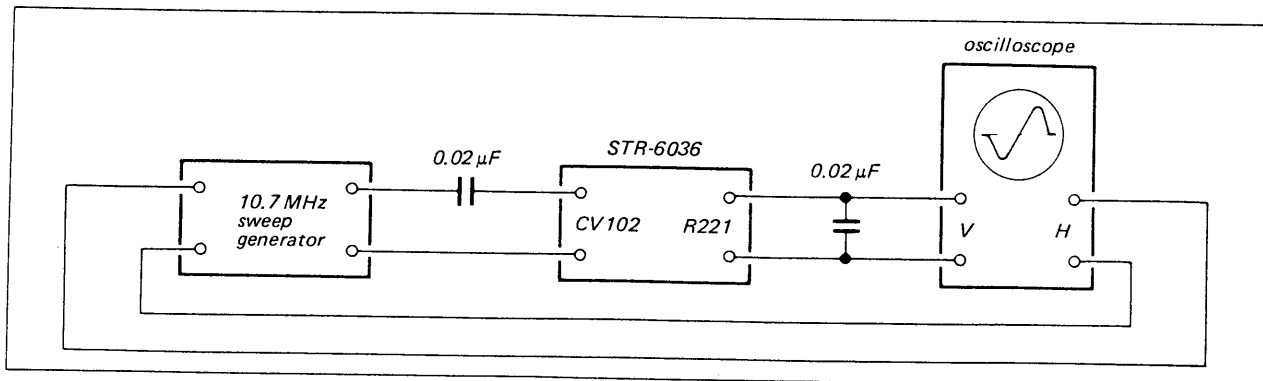 oscilloscope
0.02 μF
STR-6036
0.02 μF
10.7 MHz
sweep
generator
CV102
R221
V
H